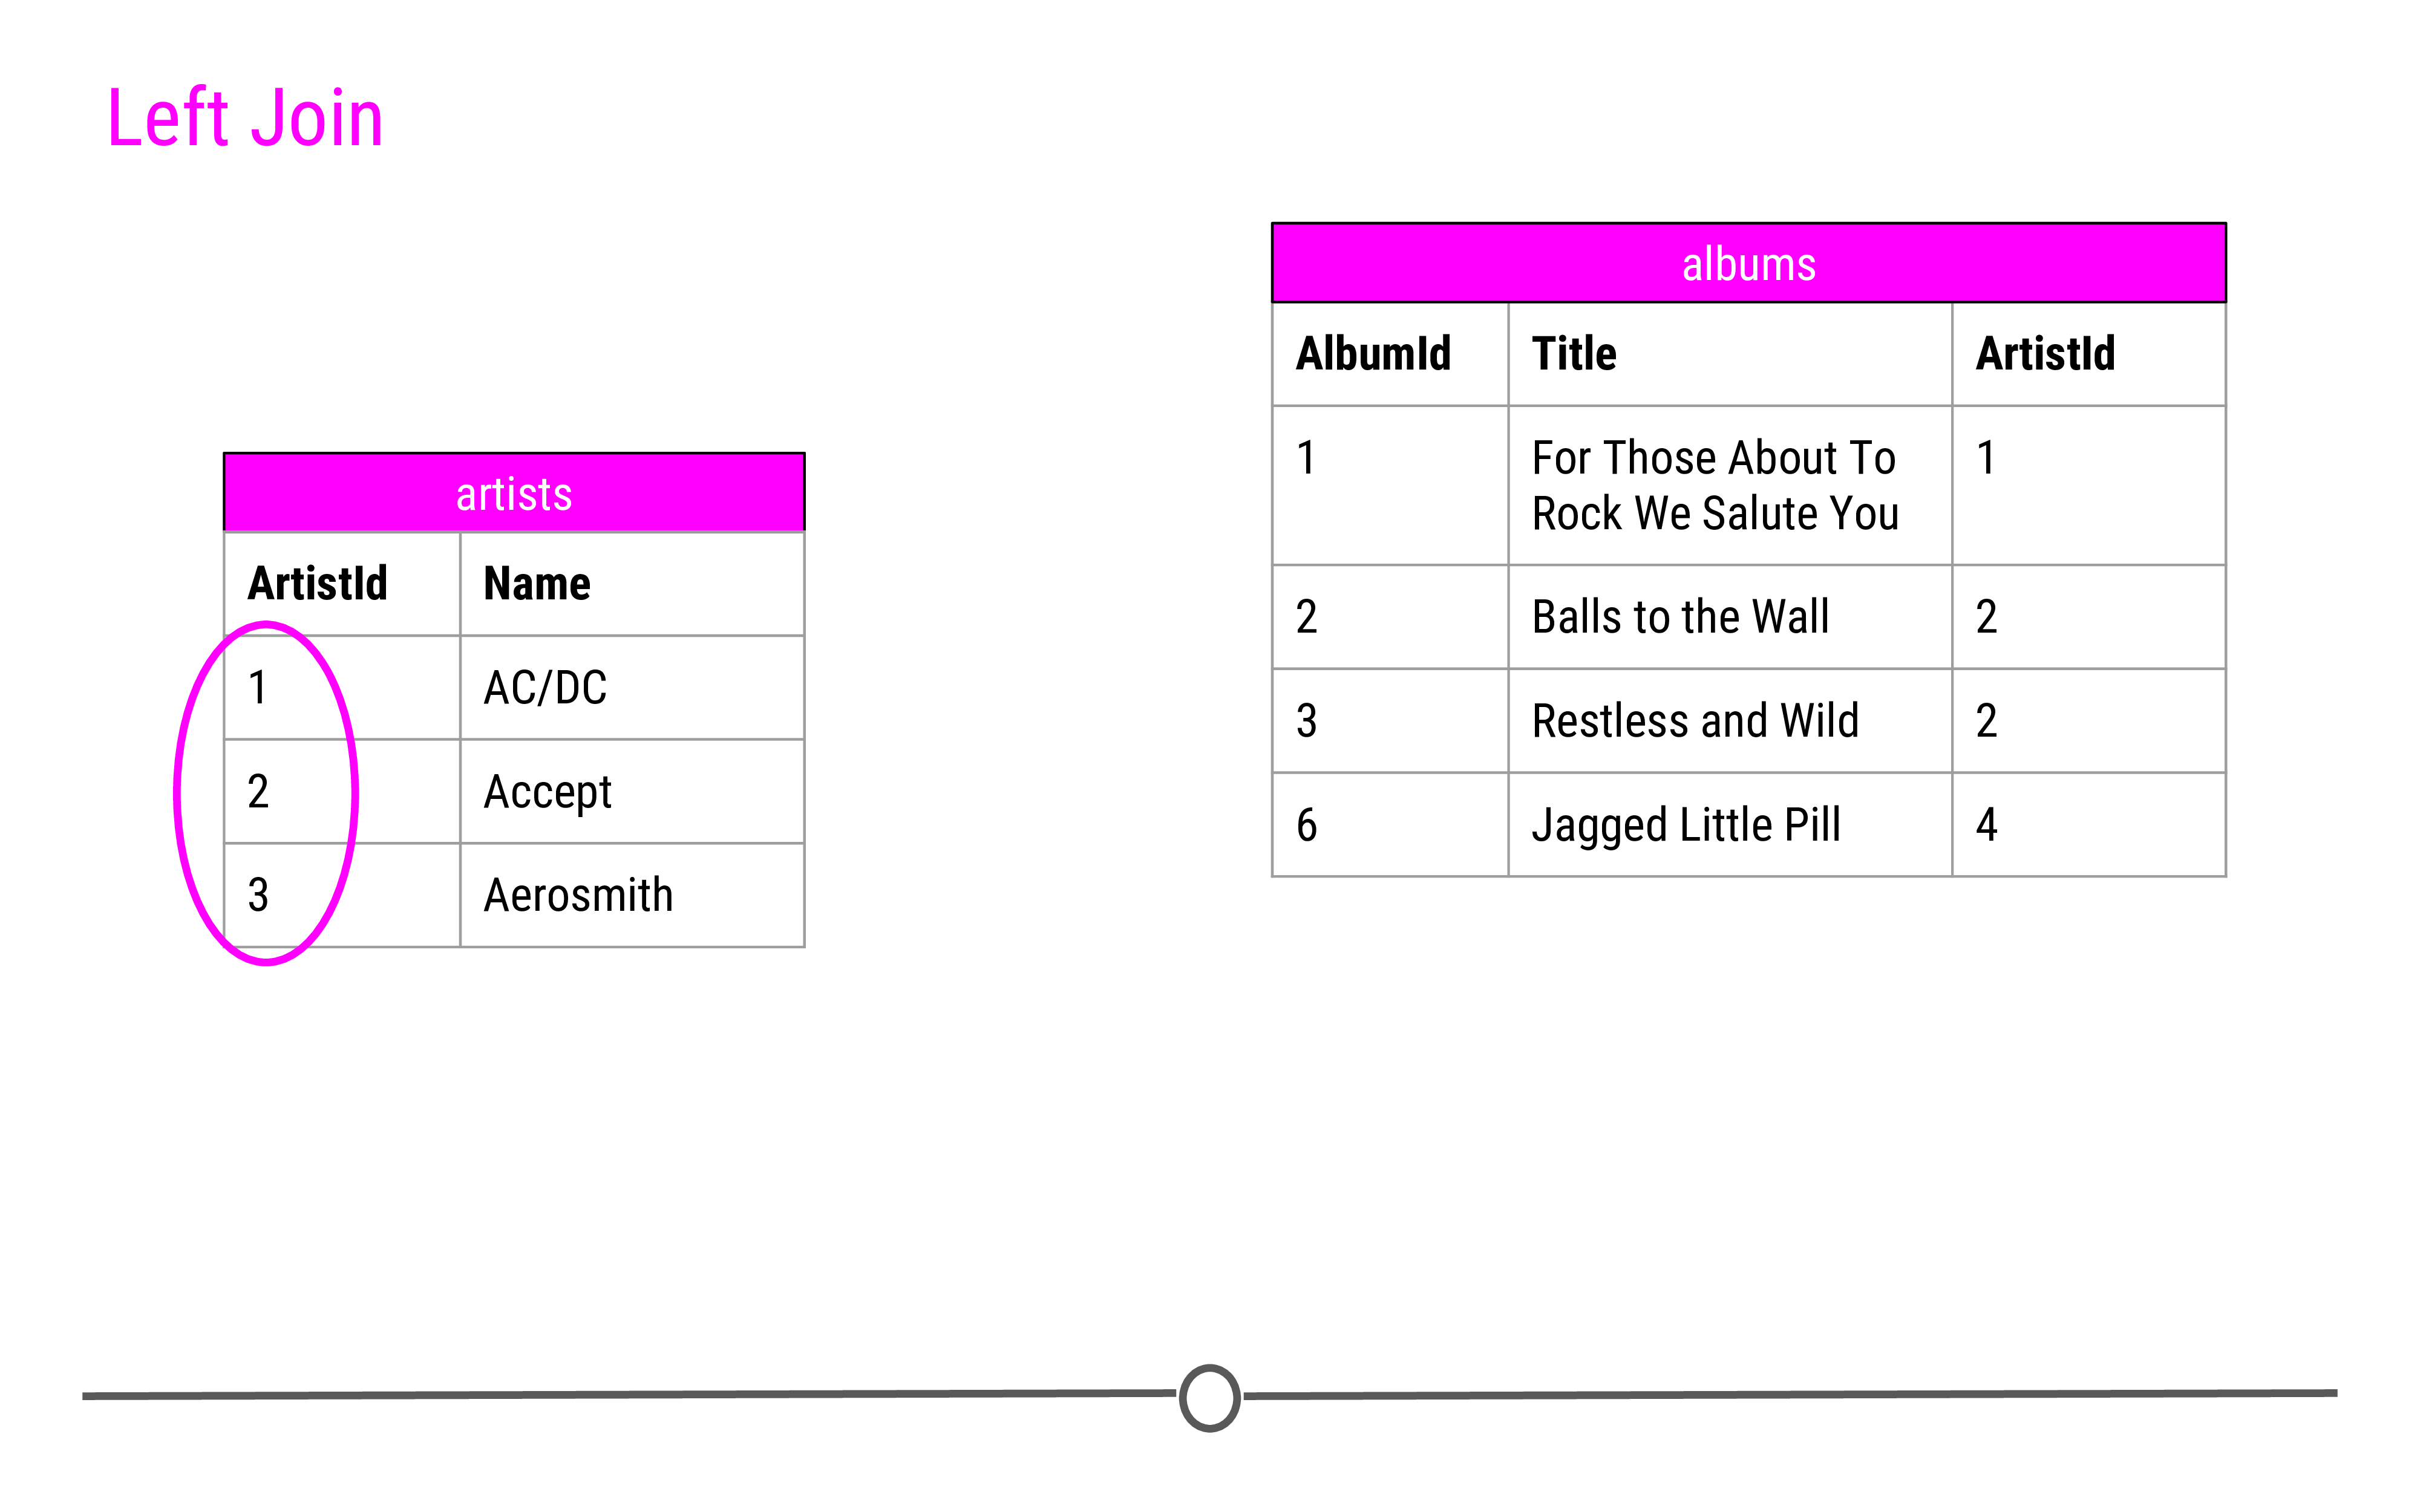 Left Join
artists
ArtistId Name
1 AC/DC
2 Accept
3 Aerosmith
albums
AlbumId Title ArtistId
1 For Those About To 1
Rock We Salute You
2 Balls to the Wall 2
3 Restless and Wild 2
6 Jagged Little Pill 4